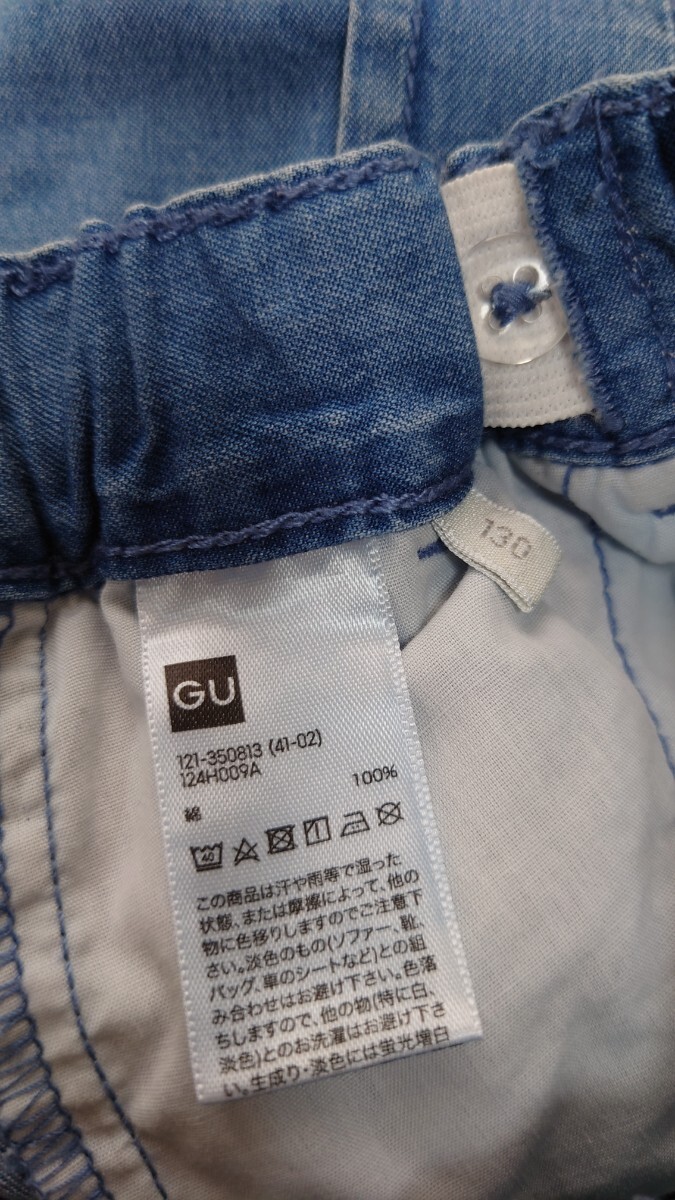 130
GU
121-350813 (41-02)
124H009A
綿 100%
40
この商品は汗や雨等で湿った
状態、または摩擦によって、他の
物に色移りしますのでご注意下
さい。淡色のもの(ソファー、靴、
バッグ、車のシートなど)との組
み合わせはお避け下さい。色落
ちしますので、他の物(特に白、
淡色)とのお洗濯はお避け下さ
い。生成り・淡色には蛍光増白